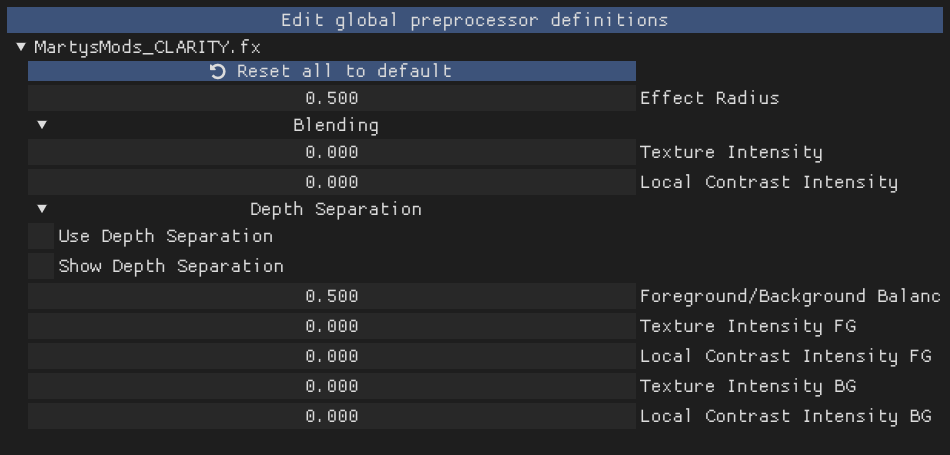 Edit global preprocessor definitions
MartysMods_CLARITY.fx
Reset all to default
0.500 Effect Radius
Blending
0.000 Texture Intensity
0.000 Local Contrast Intensity
Depth Separation
Use Depth Separation
Show Depth Separation
0.500 Foreground/Background Balanc
0.000 Texture Intensity FG
0.000 Local Contrast Intensity FG
0.000 Texture Intensity BG
0.000 Local Contrast Intensity BG